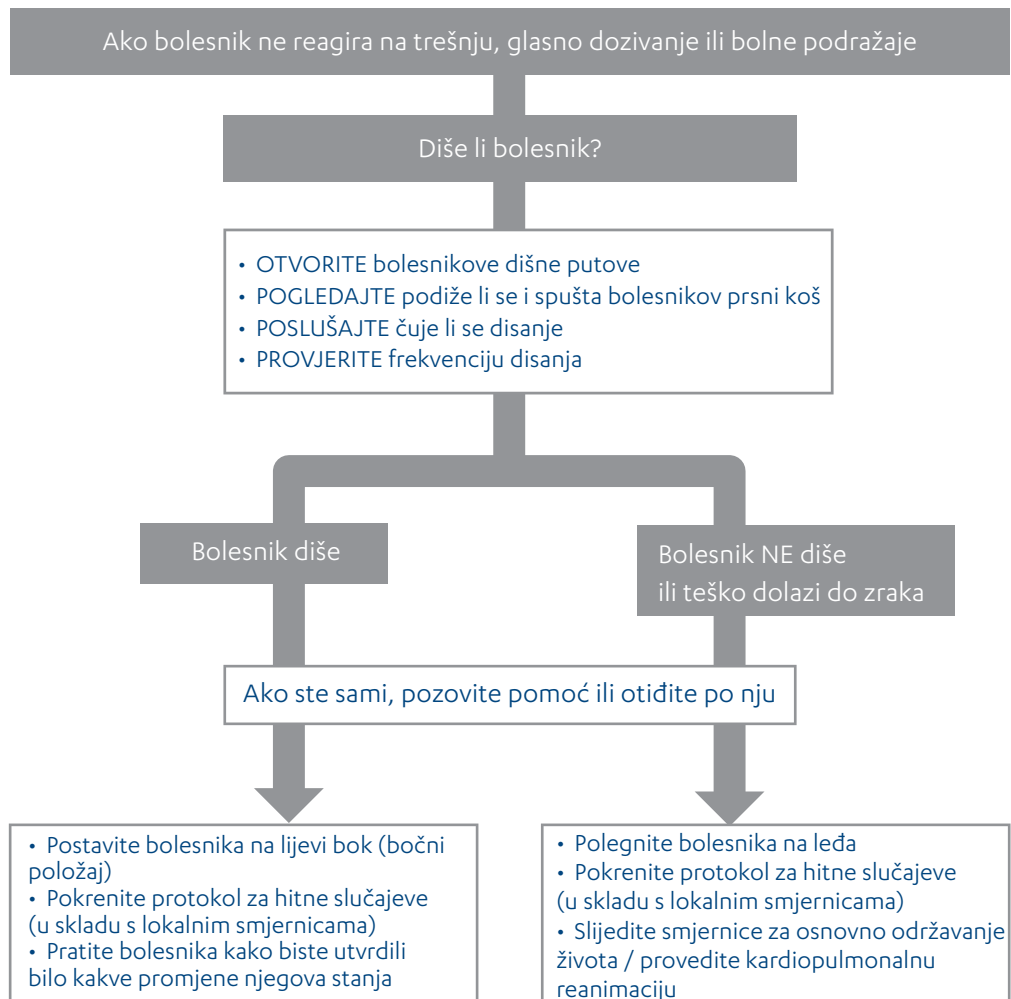 Ako bolesnik ne reagira na trešnju, glasno dozivanje ili bolne podražaje
Diše li bolesnik?
• OTVORITE bolesnikove dišne putove
• POGLEDAJTE podiže li se i spušta bolesnikov prsni koš
• POSLUŠAJTE čuje li se disanje
• PROVJERITE frekvenciju disanja
Bolesnik diše
Bolesnik NE diše
ili teško dolazi do zraka
Ako ste sami, pozovite pomoć ili otiđite po nju
• Postavite bolesnika na lijevi bok (bočni
položaj)
• Pokrenite protokol za hitne slučajeve
(u skladu s lokalnim smjernicama)
• Pratite bolesnika kako biste utvrdili
bilo kakve promjene njegova stanja
• Polegnite bolesnika na leđa
• Pokrenite protokol za hitne slučajeve
(u skladu s lokalnim smjernicama)
• Slijedite smjernice za osnovno održavanje
života / provedite kardiopulmonalnu
reanimaciju